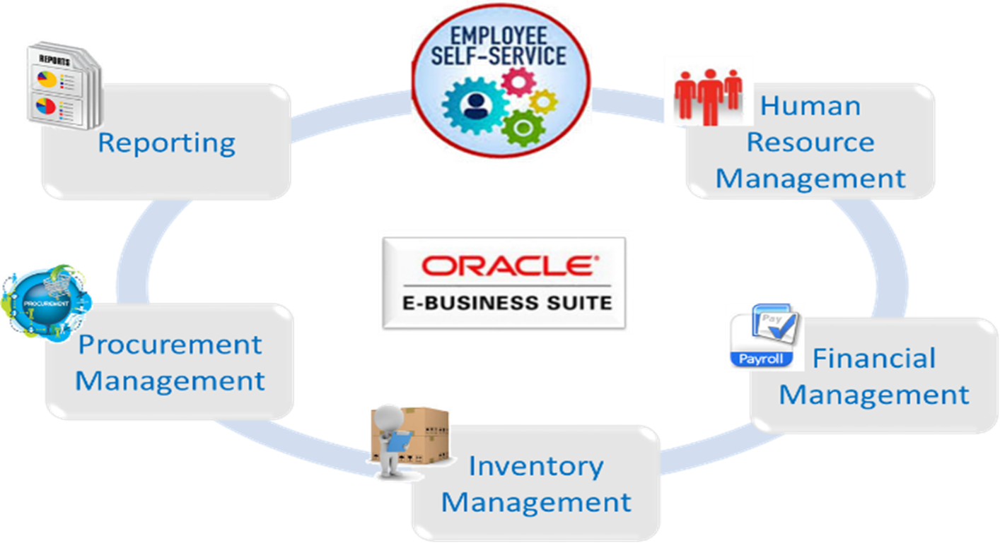 EMPLOYEE
SELF-SERVICE
REPORTS
Reporting
Human
Resource
Management
ORACLE®
E-BUSINESS SUITE
PROCUREMENT
Procurement
Management
Pay
Payroll
Financial
Management
Inventory
Management